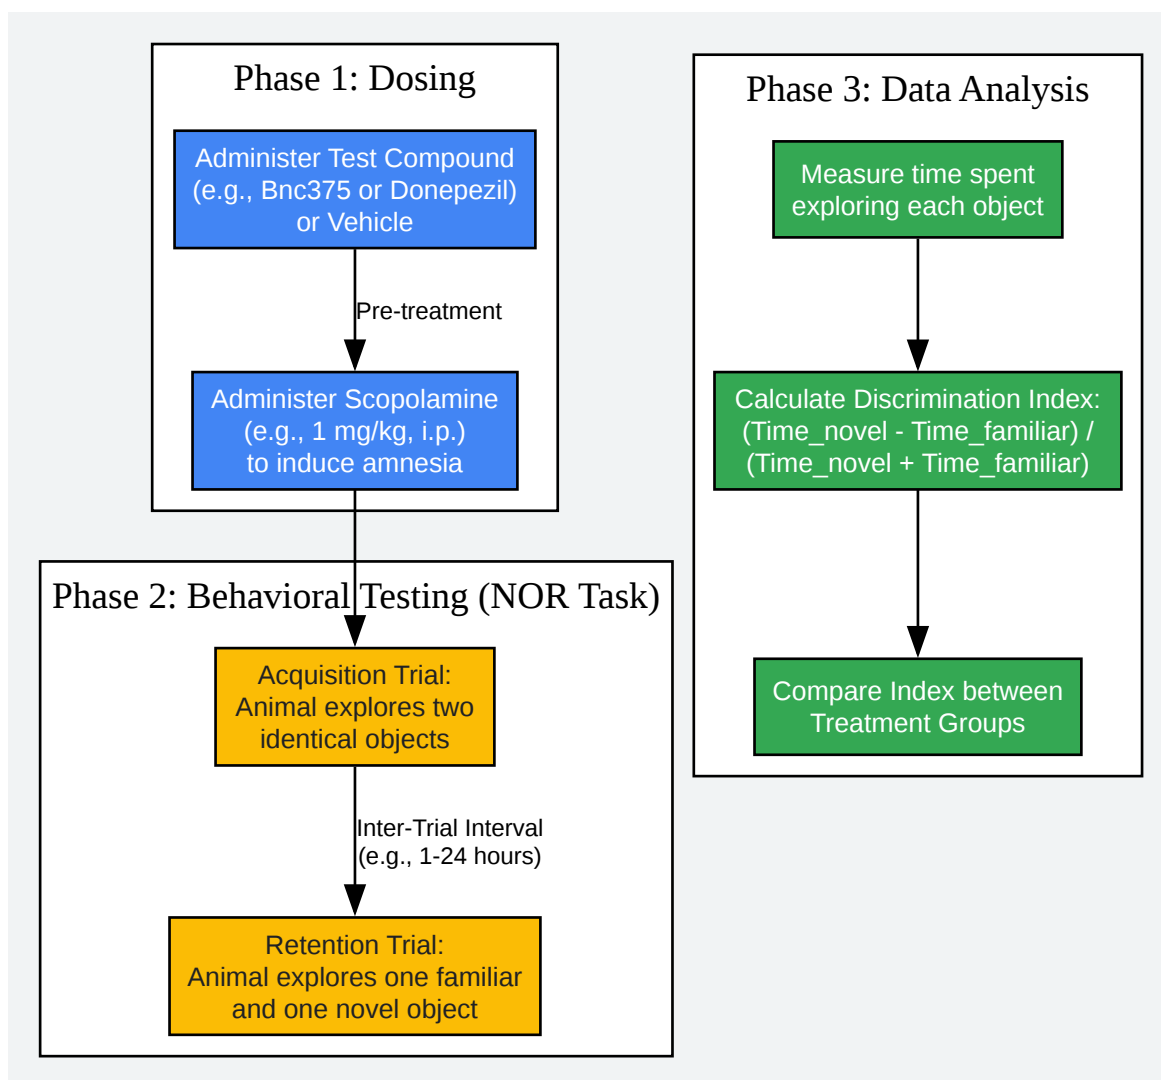 Phase 1: Dosing
Administer Test Compound
(e.g., Bnc375 or Donepezil)
or Vehicle
Pre-treatment
Administer Scopolamine
(e.g., 1 mg/kg, i.p.)
to induce amnesia
Phase 2: Behavioral Testing (NOR Task)
Acquisition Trial:
Animal explores two
identical objects
Inter-Trial Interval
(e.g., 1-24 hours)
Retention Trial:
Animal explores one familiar
and one novel object
Phase 3: Data Analysis
Measure time spent
exploring each object
Calculate Discrimination Index:
(Time_novel - Time_familiar) /
(Time_novel + Time_familiar)
Compare Index between
Treatment Groups